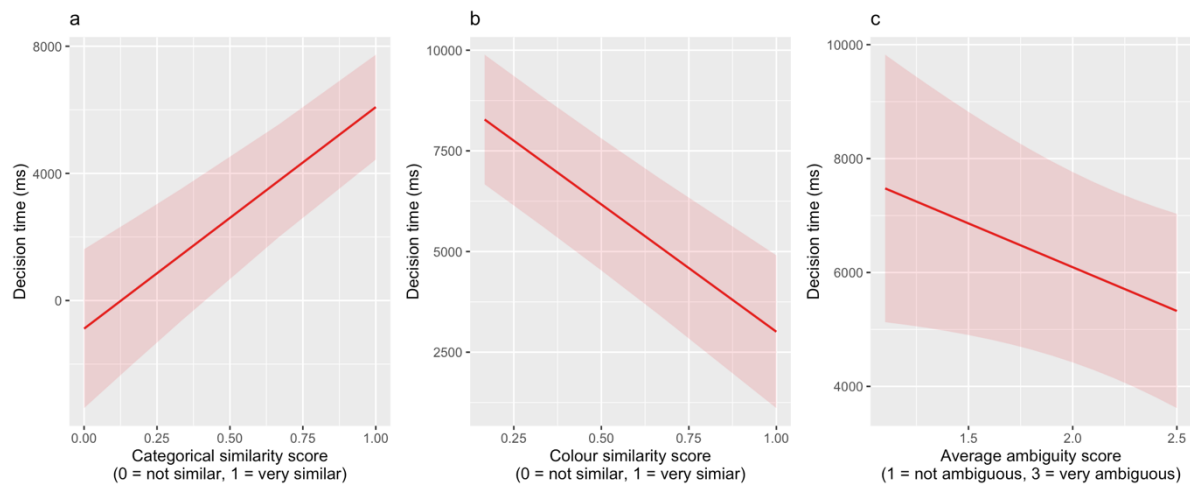 a
8000
4000
0
Decision time (ms)
0.00 0.25 0.50 0.75 1.00
Categorical similarity score
(0 = not similar, 1 = very similar)
b
10000
7500
5000
2500
Decision time (ms)
0.25 0.50 0.75 1.00
Colour similarity score
(0 = not similar, 1 = very simiar)
c
10000
8000
6000
4000
Decision time (ms)
1.5 2.0 2.5
Average ambiguity score
(1 = not ambiguous, 3 = very ambiguous)